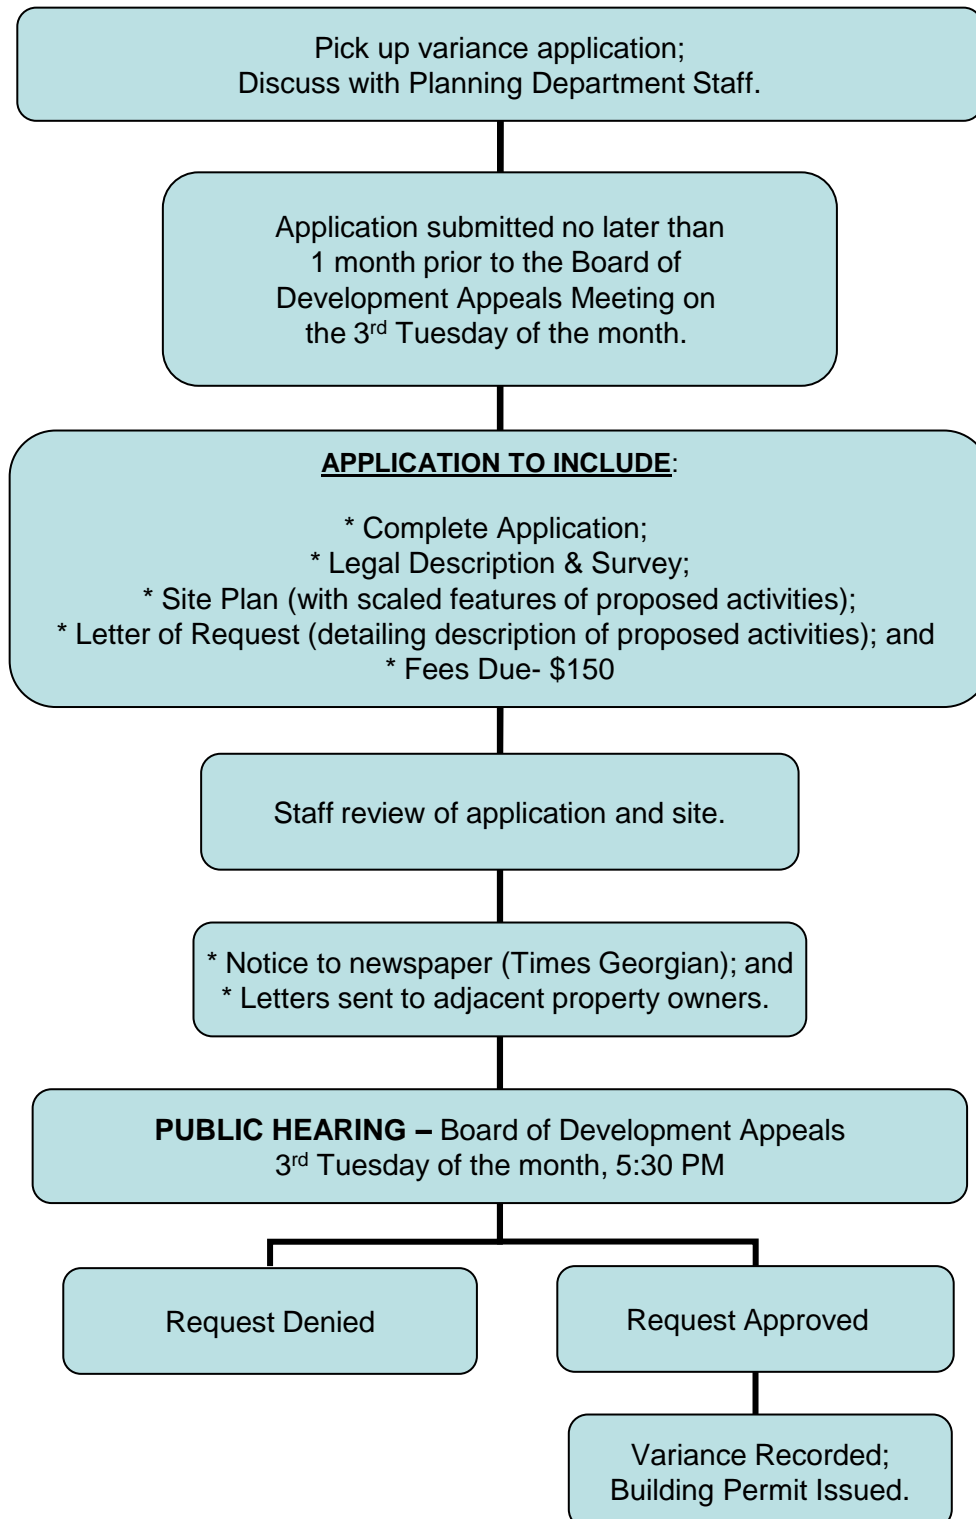 Pick up variance application;
Discuss with Planning Department Staff.
Application submitted no later than
1 month prior to the Board of
Development Appeals Meeting on
the 3rd Tuesday of the month.
APPLICATION TO INCLUDE:
* Complete Application;
* Legal Description & Survey;
* Site Plan (with scaled features of proposed activities);
* Letter of Request (detailing description of proposed activities); and
* Fees Due- $150
Staff review of application and site.
* Notice to newspaper (Times Georgian); and
* Letters sent to adjacent property owners.
PUBLIC HEARING – Board of Development Appeals
3rd Tuesday of the month, 5:30 PM
Request Denied
Request Approved
Variance Recorded;
Building Permit Issued.